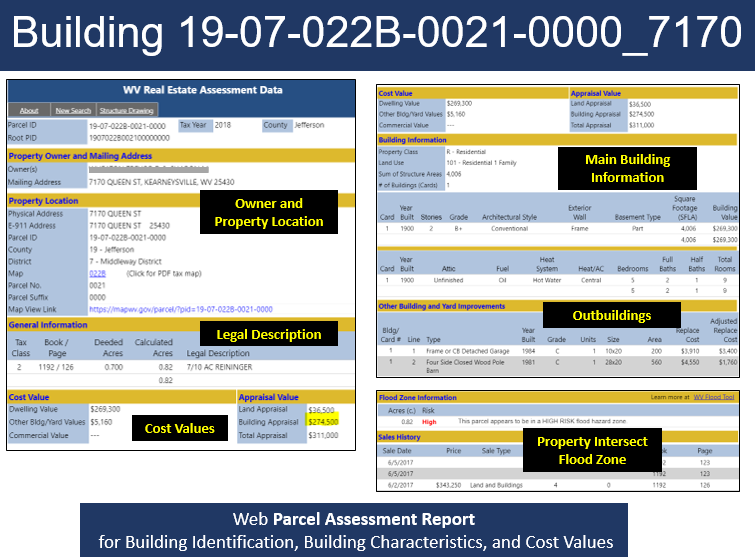 Building 19-07-022B-0021-0000_7170
WV Real Estate Assessment Data
About New Search Structure Drawing
Parcel ID 19-07-022B-0021-0000 Tax Year 2018 County Jefferson
Root PID 1907022B002100000000
Property Owner and Mailing Address
Owner(s)
Mailing Address 7170 QUEEN ST, KEARNEYSVILLE, WV 25430
Property Location
Physical Address 7170 QUEEN ST
E-911 Address 7170 QUEEN ST 25430
Parcel ID 19-07-022B-0021-0000
County 19 - Jefferson
District 7 - Middleway District
Map 022B (Click for PDF tax map)
Parcel No. 0021
Parcel Suffix 0000
Map View Link https://mapwv.gov/parcel/?pid=19-07-022B-0021-0000
Owner and
Property Location
General Information
Legal Description
Tax Book / Deeded Calculated
Class Page Acres Acres Legal Description
2 1192 / 126 0.700 0.82 7/10 AC REININGER
0.82
Cost Value Appraisal Value
Dwelling Value $269,300 Land Appraisal $36,500
Other Bldg/Yard Values $5,160 Building Appraisal $274,500
Commercial Value --- Total Appraisal $311,000
Cost Values
Cost Value Appraisal Value
Dwelling Value $269,300 Land Appraisal $36,500
Other Bldg/Yard Values $5,160 Building Appraisal $274,500
Commercial Value --- Total Appraisal $311,000
Building Information
Property Class R - Residential
Land Use 101 - Residential 1 Family
Sum of Structure Areas 4,006
# of Buildings (Cards) 1
Main Building
Information
Square
Year Exterior Footage Building
Card Built Stories Grade Architectural Style Wall Basement Type (SFLA) Value
1 1900 2 B+ Conventional Frame Part 4,006 $269,300
4,006 $269,300
Year Heat Full Half Total
Card Built Attic Fuel System Heat/AC Bedrooms Baths Baths Rooms
1 1900 Unfinished Oil Hot Water Central 5 2 1 9
5 2 1 9
Other Building and Yard Improvements
Outbuildings
Adjusted
Bldg/ Year Replace Replace
Card # Line Type Built Grade Units Size Area Cost Cost
1 1 Frame or CB Detached Garage 1984 C 1 10x20 200 $3,910 $3,400
1 2 Four Side Closed Wood Pole 1981 C 1 28x20 560 $4,550 $1,760
Barn
Flood Zone Information Learn more at WV Flood Tool
Acres (c.) Risk
0.82 High This parcel appears to be in a HIGH RISK flood hazard zone.
Sales History
Property Intersect
Flood Zone
Sale Date Price Sale Type Page
6/5/2017 123
6/5/2017 1192 123
6/2/2017 $343,250 Land and Buildings 4 0 1192 126
Web Parcel Assessment Report
for Building Identification, Building Characteristics, and Cost Values